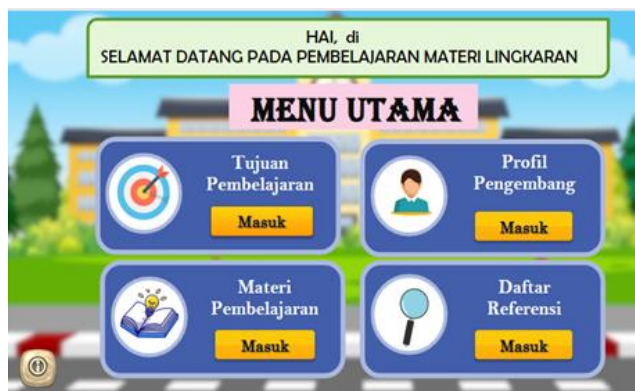 HAI, di
SELAMAT DATANG PADA PEMBELAJARAN MATERI LINGKARAN
MENU UTAMA
Tujuan
Pembelajaran
Masuk
Profil
Pengembang
Masuk
Materi
Pembelajaran
Masuk
Daftar
Referensi
Masuk